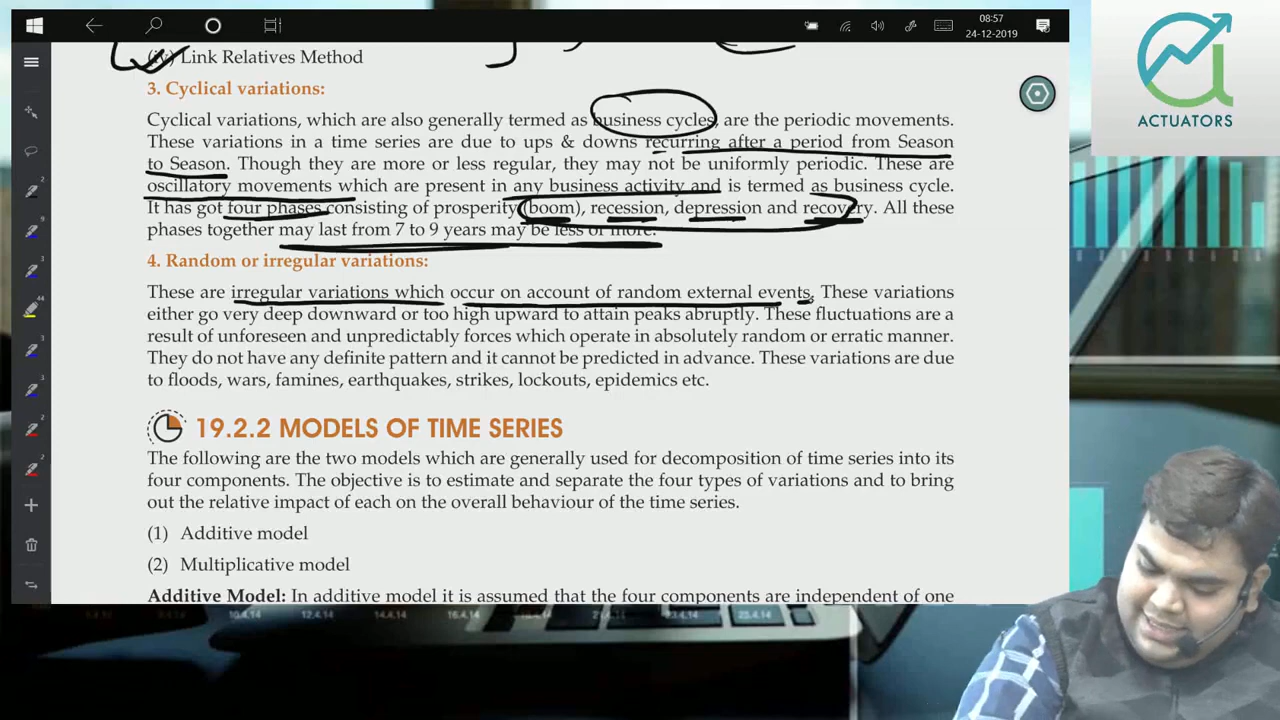 08:57
24-12-2019
(iv) Link Relatives Method
3. Cyclical variations:
Cyclical variations, which are also generally termed as business cycles, are the periodic movements.
These variations in a time series are due to ups & downs recurring after a period from Season
to Season. Though they are more or less regular, they may not be uniformly periodic. These are
oscillatory movements which are present in any business activity and is termed as business cycle.
It has got four phases consisting of prosperity (boom), recession, depression and recovery. All these
phases together may last from 7 to 9 years may be less or more.
4. Random or irregular variations:
These are irregular variations which occur on account of random external events. These variations
either go very deep downward or too high upward to attain peaks abruptly. These fluctuations are a
result of unforeseen and unpredictably forces which operate in absolutely random or erratic manner.
They do not have any definite pattern and it cannot be predicted in advance. These variations are due
to floods, wars, famines, earthquakes, strikes, lockouts, epidemics etc.
19.2.2 MODELS OF TIME SERIES
The following are the two models which are generally used for decomposition of time series into its
four components. The objective is to estimate and separate the four types of variations and to bring
out the relative impact of each on the overall behaviour of the time series.
(1) Additive model
(2) Multiplicative model
Additive Model: In additive model it is assumed that the four components are independent of one
ACTUATORS
10.4.14
12.4.14
14.4.14
16.4.14